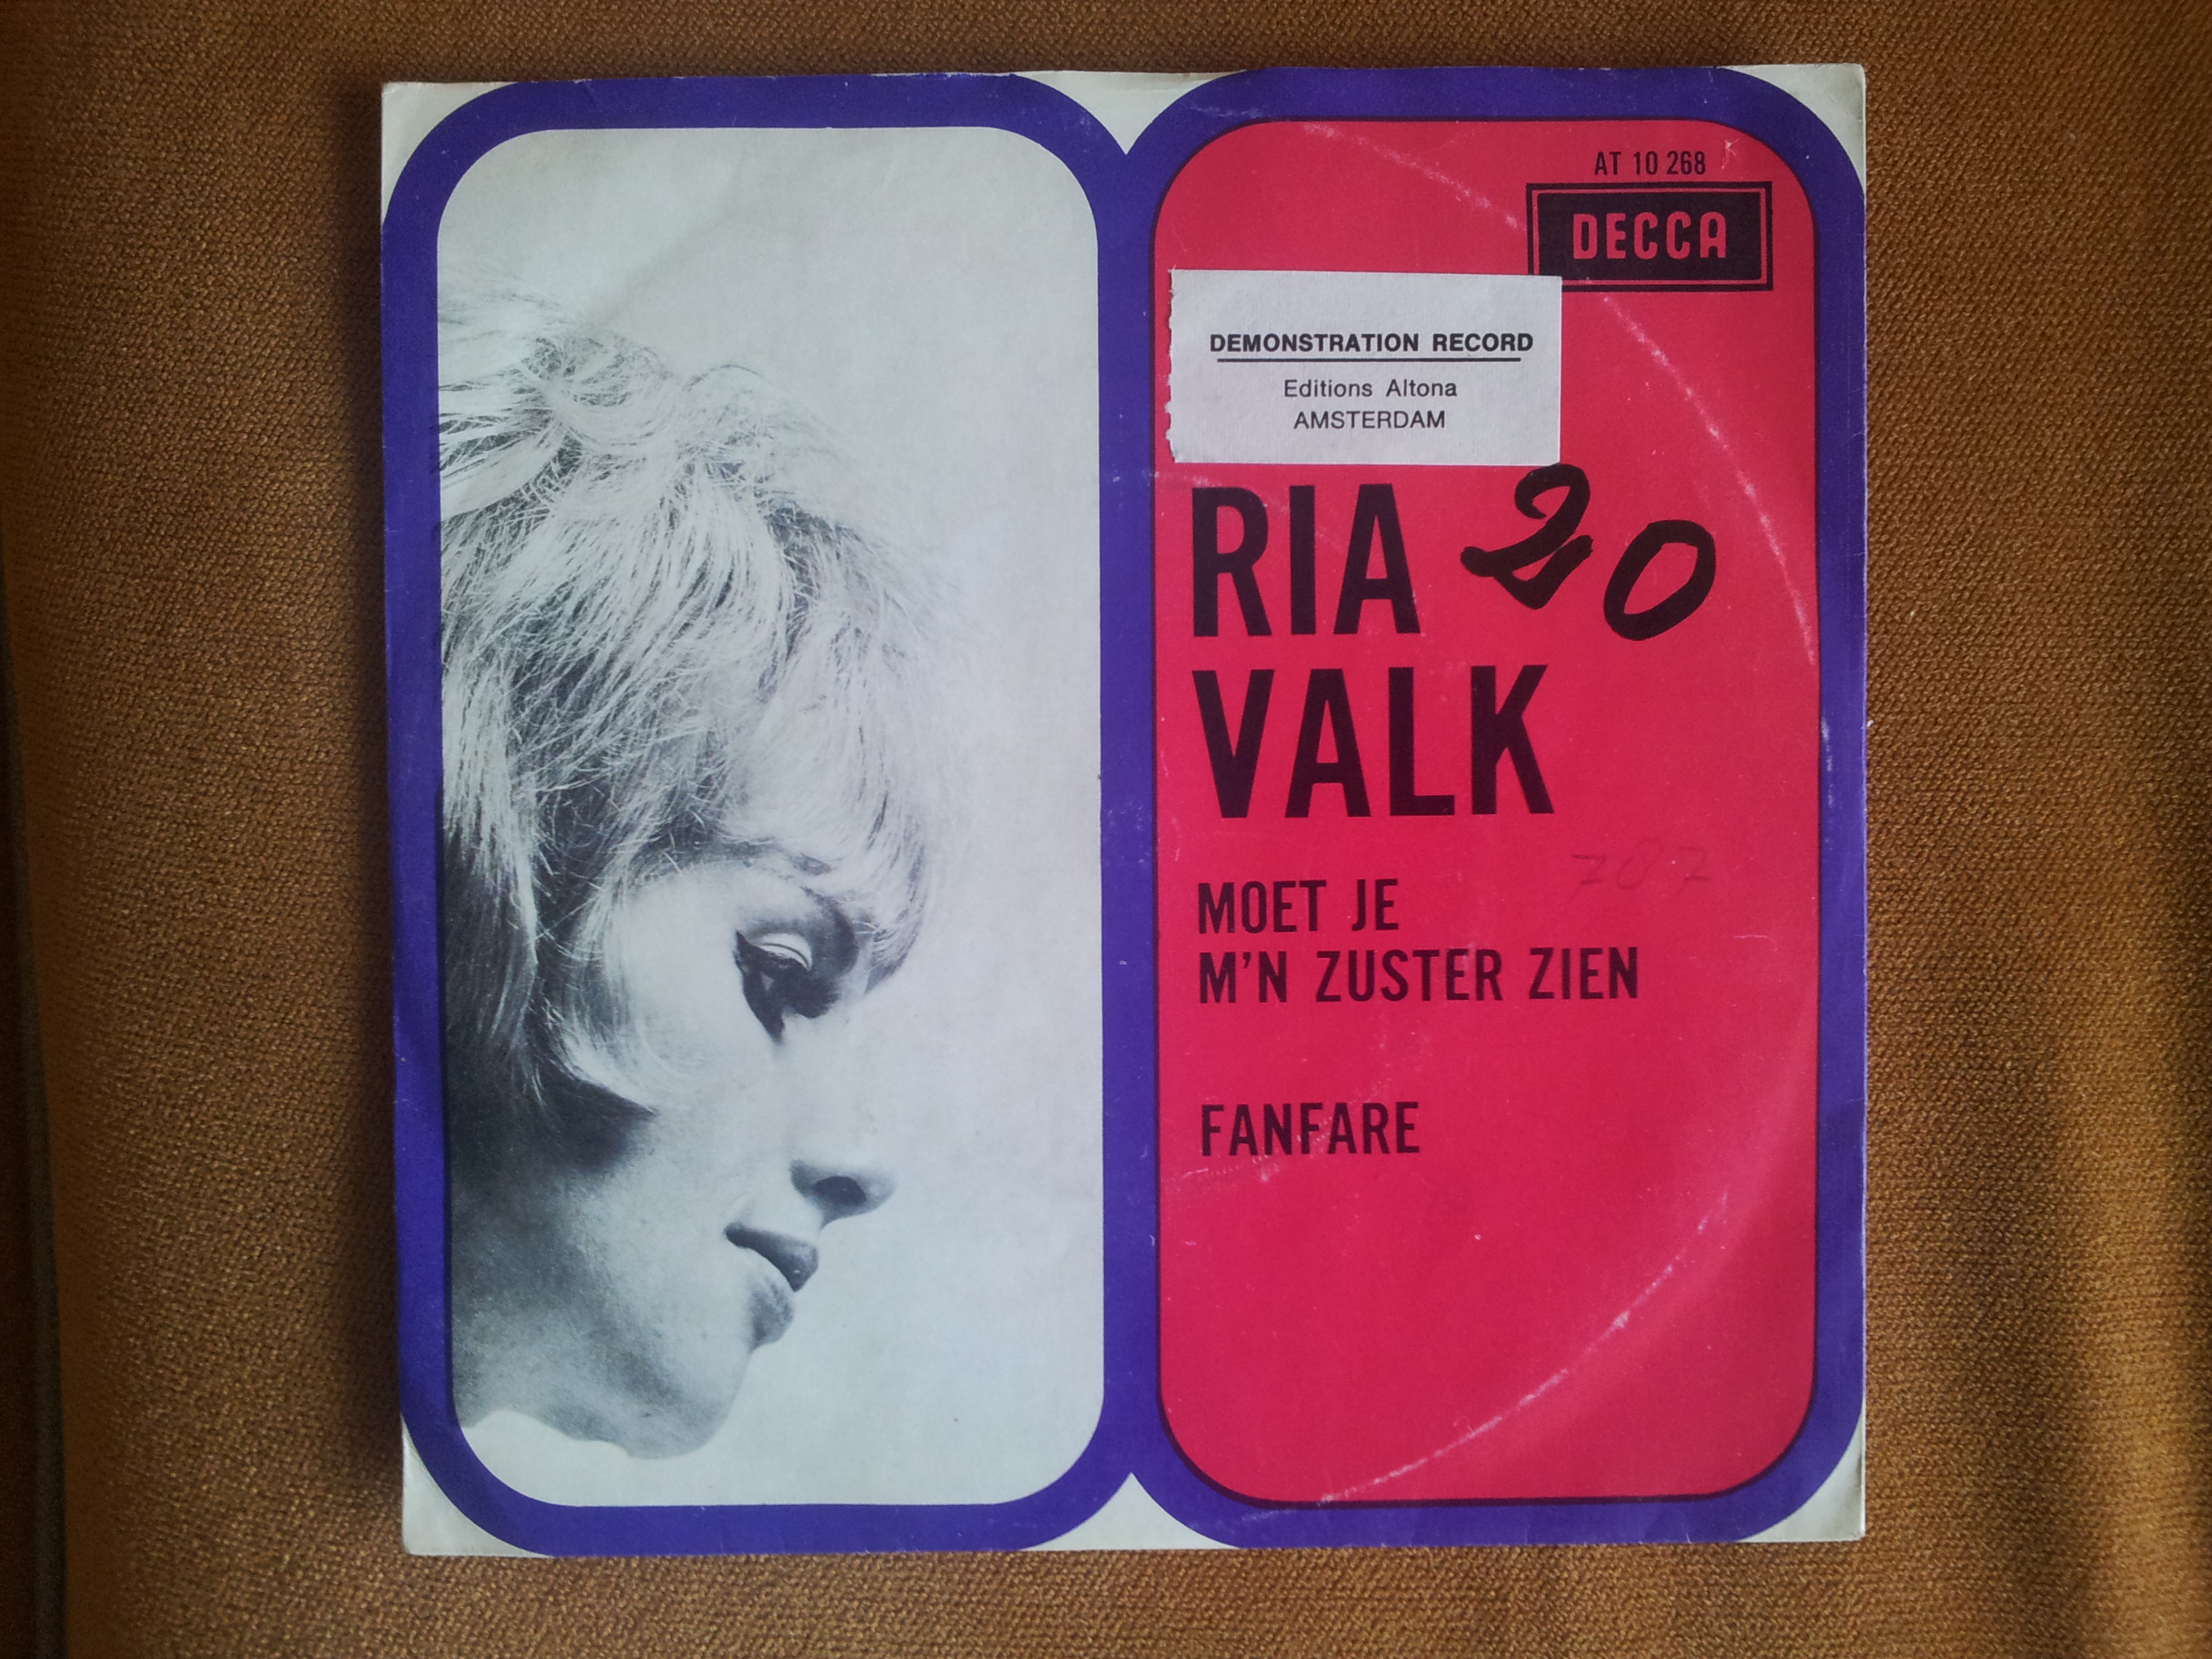 AT 10 268
DECCA
DEMONSTRATION RECORD
Editions Altona
AMSTERDAM
RIA 20
VALK
787
MOET JE
M'N ZUSTER ZIEN
FANFARE